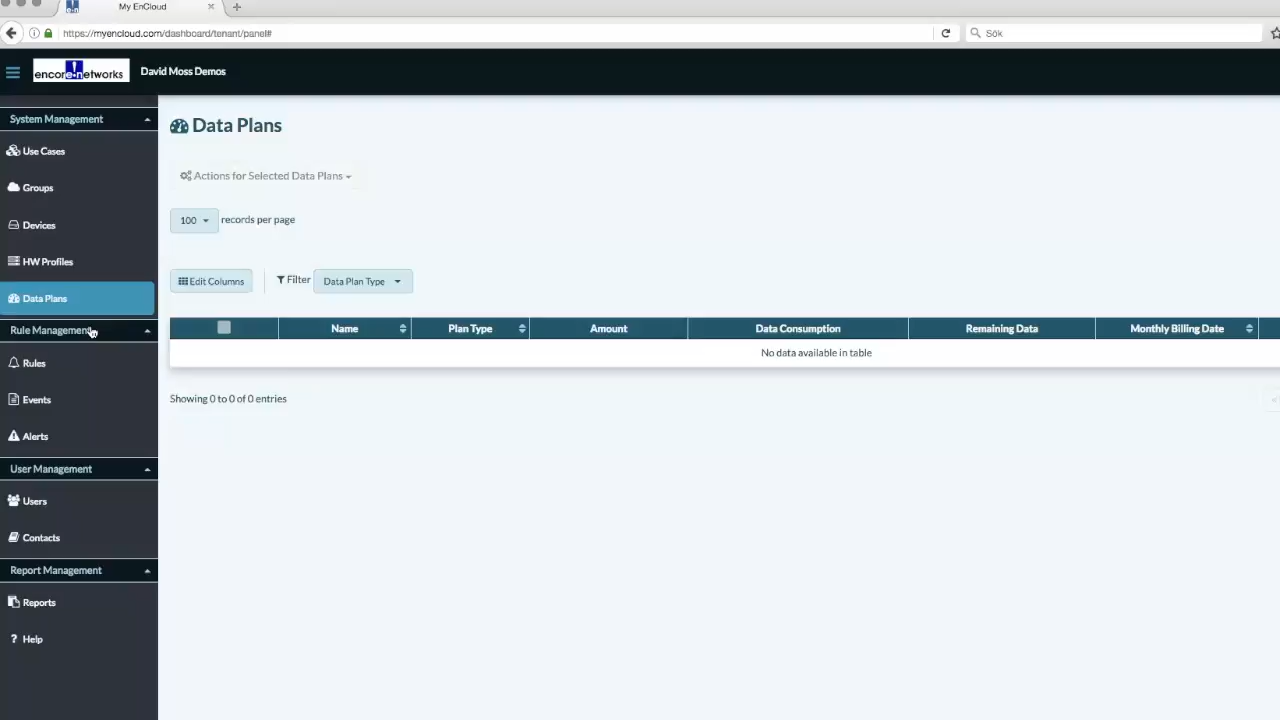 My EnCloud
https://myencloud.com/dashboard/tenant/panel#
Sök
encore networks
David Moss Demos
System Management
Use Cases
Groups
Devices
HW Profiles
Data Plans
Rule Management
Rules
Events
Alerts
User Management
Users
Contacts
Report Management
Reports
? Help
Data Plans
Actions for Selected Data Plans
100 records per page
Edit Columns Filter Data Plan Type
Name Plan Type Amount Data Consumption Remaining Data Monthly Billing Date
No data available in table
Showing 0 to 0 of 0 entries